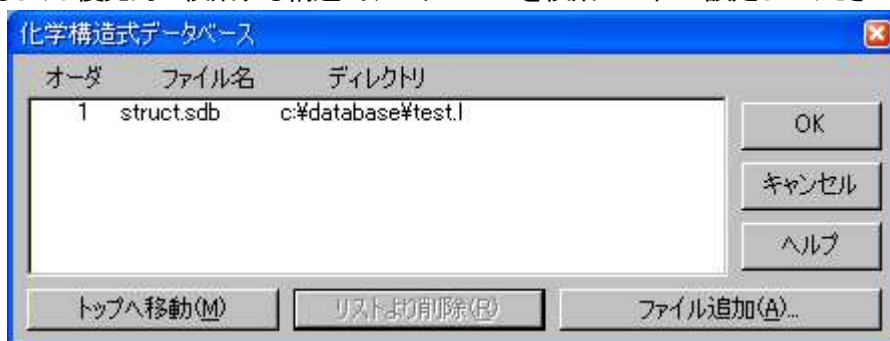 化学構造式データベース
オーダ ファイル名 ディレクトリ
1 struct.sdb c:¥database¥test.l
OK
キャンセル
ヘルプ
トップへ移動(M) リストより削除(R) ファイル追加(A)...